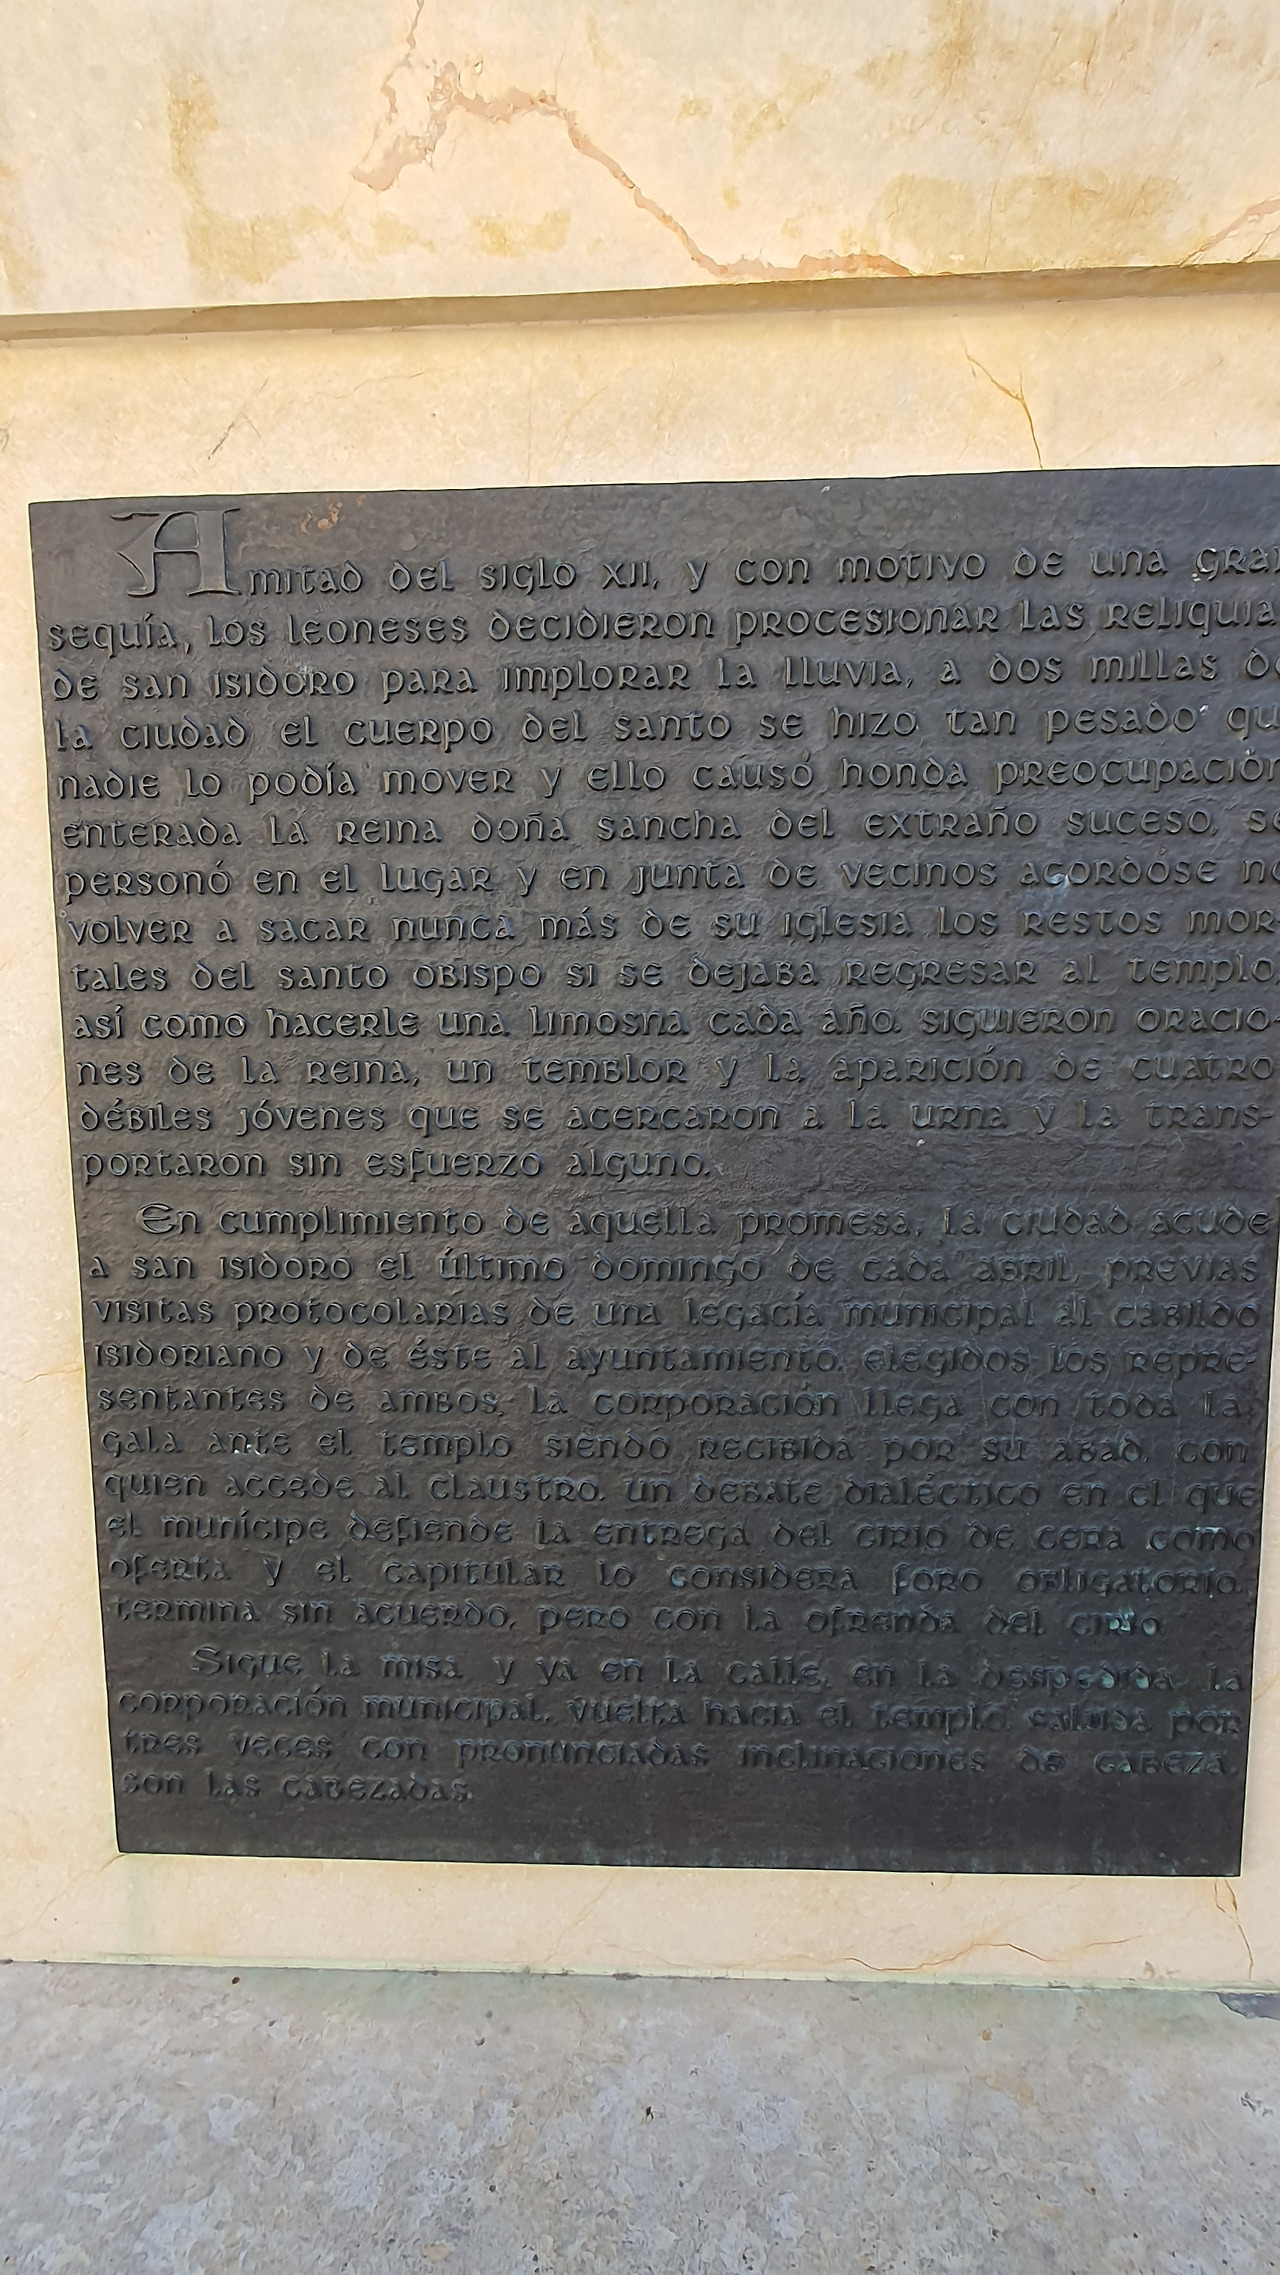 A mitad del siglo XII, y con motivo de una gran
sequía, los leoneses decidieron procesionar las reliquias
de san isidoro para implorar la lluvia, a dos millas de
la ciudad el cuerpo del santo se hizo tan pesado que
nadie lo podía mover y ello causó honda preocupación
enterada la reina doña sancha del extraño suceso, se
personó en el lugar y en junta de vecinos acordóse no
volver a sacar nunca más de su iglesia los restos mor-
tales del santo obispo si se dejaba regresar al templo,
así como hacerle una limosna cada año. siguieron oracio-
nes de la reina, un temblor y la aparición de cuatro
débiles jóvenes que se acercaron a la urna y la trans-
portaron sin esfuerzo alguno.
En cumplimiento de aquella promesa, la ciudad acude
a san isidoro el último domingo de cada abril, previas
visitas protocolarias de una legacía municipal al cabildo
isidoriano y de éste al ayuntamiento. elegidos los repre-
sentantes de ambos, la corporación llega con toda la
gala ante el templo siendo recibida por su abad, con
quien accede al claustro. un debate dialéctico en el que
el munícipe defiende la entrega del cirio de cera como
oferta y el capitular lo considera foro obligatorio,
termina sin acuerdo, pero con la ofrenda del cirio
Sigue la misa y ya en la calle, en la despedida, la
corporación municipal, vuelta hacia el templo, saluda por
tres veces con pronunciadas inclinaciones de cabeza,
son las cabezadas.